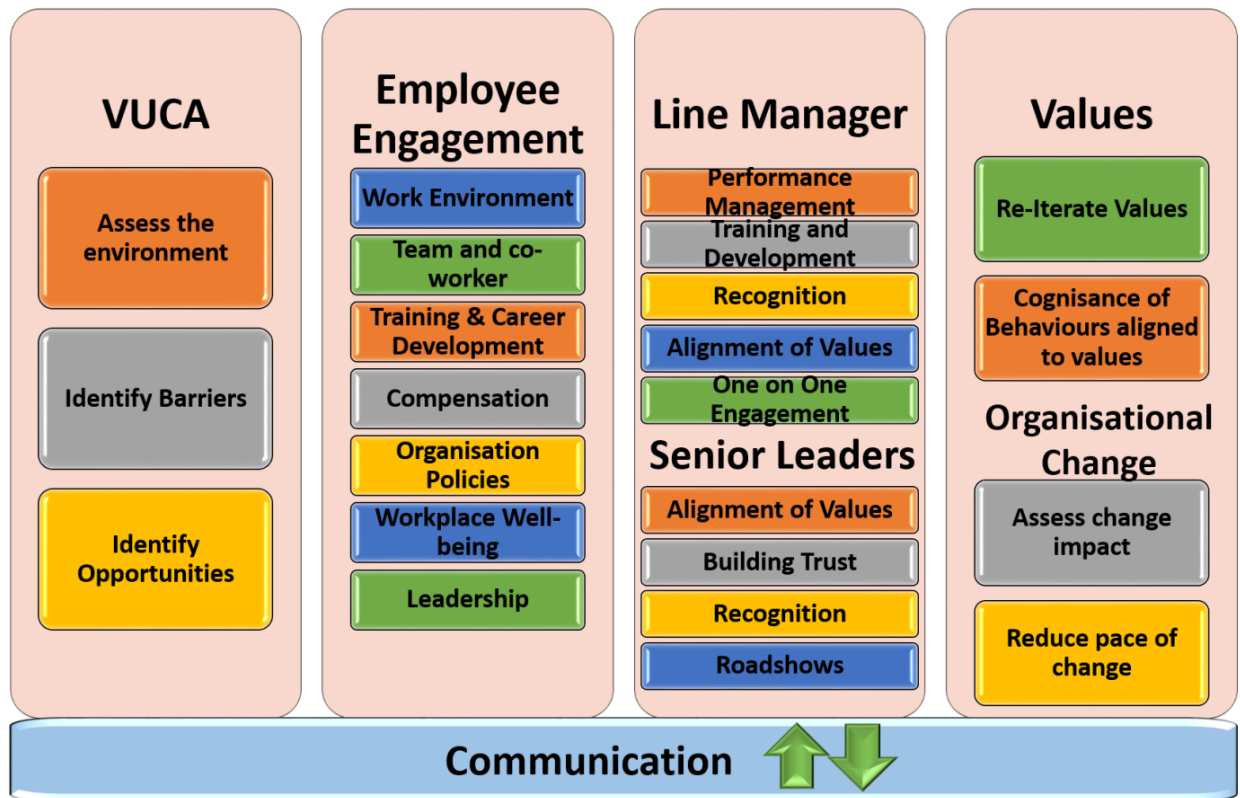 VUCA
Assess the
environment
Identify Barriers
Identify
Opportunities
Employee
Engagement
Work Environment
Team and co-
worker
Training & Career
Development
Compensation
Organisation
Policies
Workplace Well-
being
Leadership
Line Manager
Performance
Management
Training and
Development
Recognition
Alignment of Values
One on One
Engagement
Senior Leaders
Alignment of Values
Building Trust
Recognition
Roadshows
Values
Re-Iterate Values
Cognisance of
Behaviours aligned
to values
Organisational
Change
Assess change
impact
Reduce pace of
change
Communication